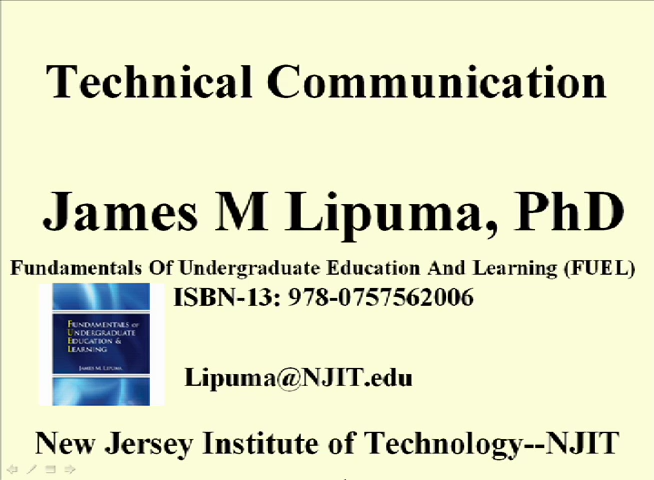 Technical Communication
James M Lipuma, PhD
Fundamentals Of Undergraduate Education And Learning (FUEL)
ISBN-13: 978-0757562006
FUNDAMENTALS OF
UNDERGRADUATE
EDUCATION &
LEARNING
JAMES M. LIPUMA
Lipuma@NJIT.edu
New Jersey Institute of Technology--NJIT